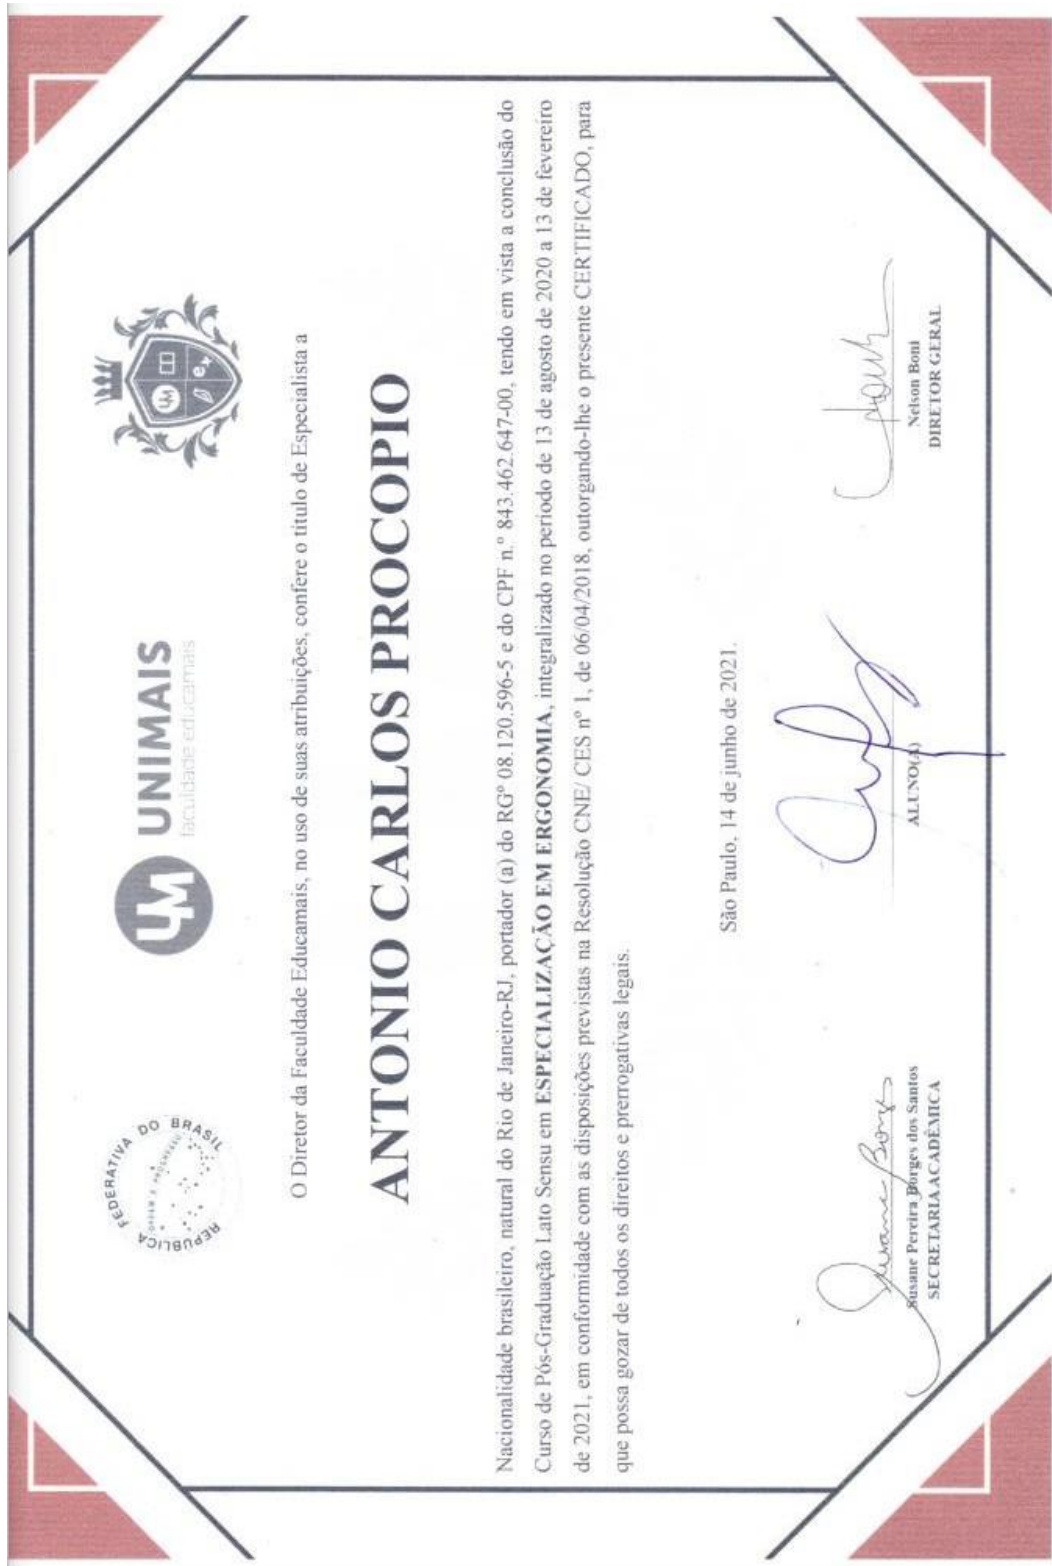 REPÚBLICA FEDERATIVA DO BRASIL
ORDEM E PROGRESSO
UM UNIMAIS
faculdade educamais
UM
e x
O Diretor da Faculdade Educamais, no uso de suas atribuições, confere o título de Especialista a
ANTONIO CARLOS PROCOPIO
Nacionalidade brasileiro, natural do Rio de Janeiro-RJ, portador (a) do RGº 08.120.596-5 e do CPF n.º 843.462.647-00, tendo em vista a conclusão do
Curso de Pós-Graduação Lato Sensu em ESPECIALIZAÇÃO EM ERGONOMIA, integralizado no período de 13 de agosto de 2020 a 13 de fevereiro
de 2021, em conformidade com as disposições previstas na Resolução CNE/ CES nº 1, de 06/04/2018, outorgando-lhe o presente CERTIFICADO, para
que possa gozar de todos os direitos e prerrogativas legais.
São Paulo, 14 de junho de 2021.
Susane Pereira Borges dos Santos
SECRETARIA ACADÊMICA
ALUNO(A)
Nelson Boni
DIRETOR GERAL